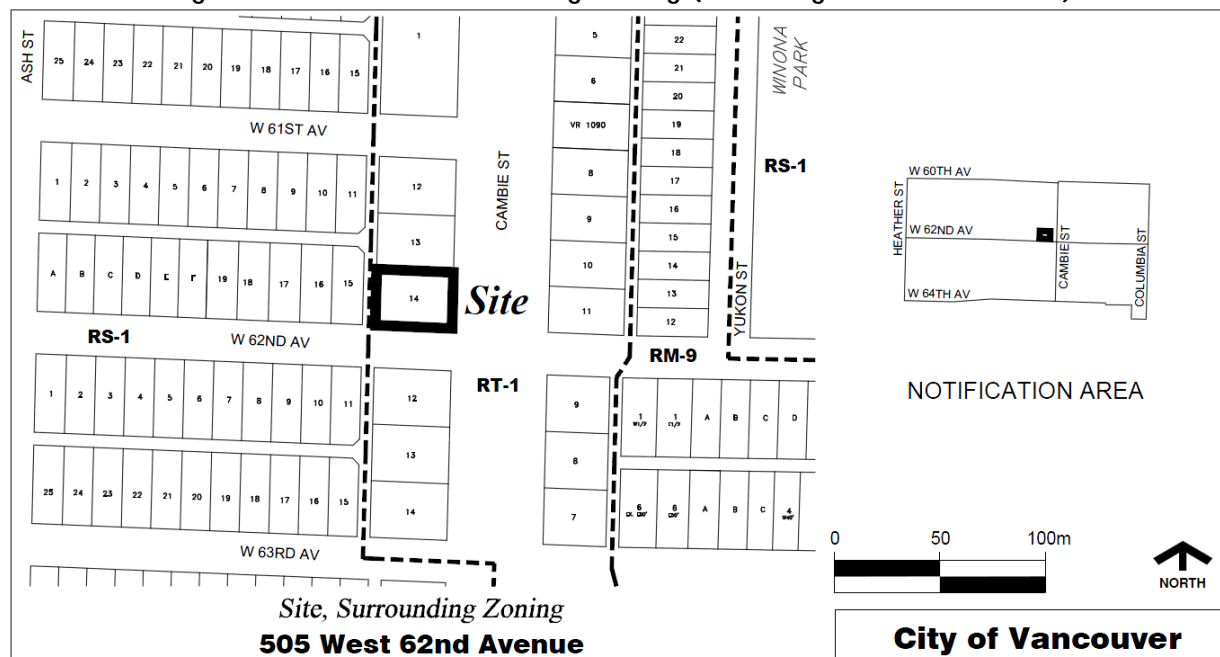 ASH ST
25 24 23 22 21 20 19 18 17 16 15
1
5
6
VR 1090
8
9
10
11
22
21
20
19
18
17
16
15
14
13
12
WINONA
PARK
W 61ST AV
CAMBIE ST
RS-1
1 2 3 4 5 6 7 8 9 10 11
12
13
A B C D E F 19 18 17 16 15
14
Site
YUKON ST
RS-1
W 62ND AV
RM-9
RT-1
1 2 3 4 5 6 7 8 9 10 11
12
13
14
9
8
7
1 1 A B C D
25 24 23 22 21 20 19 18 17 16 15
6 6 A B C 4
W 63RD AV
Site, Surrounding Zoning
505 West 62nd Avenue
W 60TH AV
HEATHER ST
W 62ND AV
CAMBIE ST
COLUMBIA ST
W 64TH AV
NOTIFICATION AREA
0 50 100m
NORTH
City of Vancouver